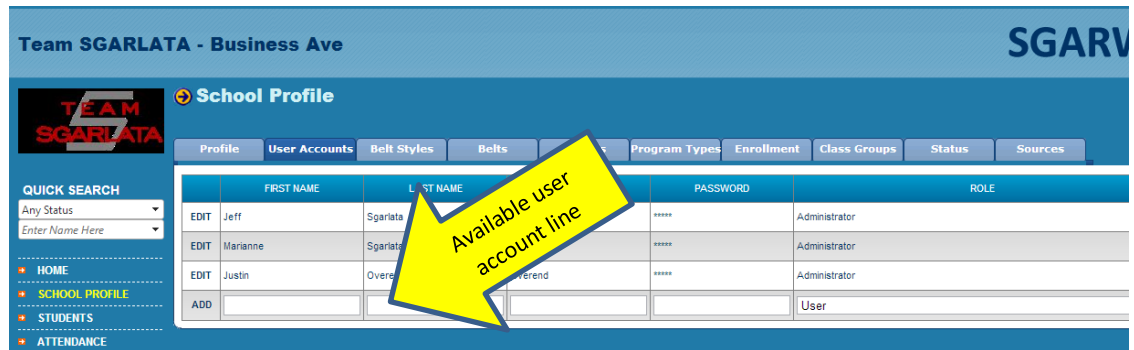 Team SGARLATA - Business Ave
TEAM
SGARLATA
School Profile
Profile User Accounts Belt Styles Belts Program Types Enrollment Class Groups Status Sources
QUICK SEARCH
Any Status
Enter Name Here
HOME
SCHOOL PROFILE
STUDENTS
ATTENDANCE
FIRST NAME LAST NAME PASSWORD ROLE
EDIT Jeff Sgarlata ***** Administrator
EDIT Marianne Sgarlata ***** Administrator
EDIT Justin ***** Administrator
ADD User
Available user
account line